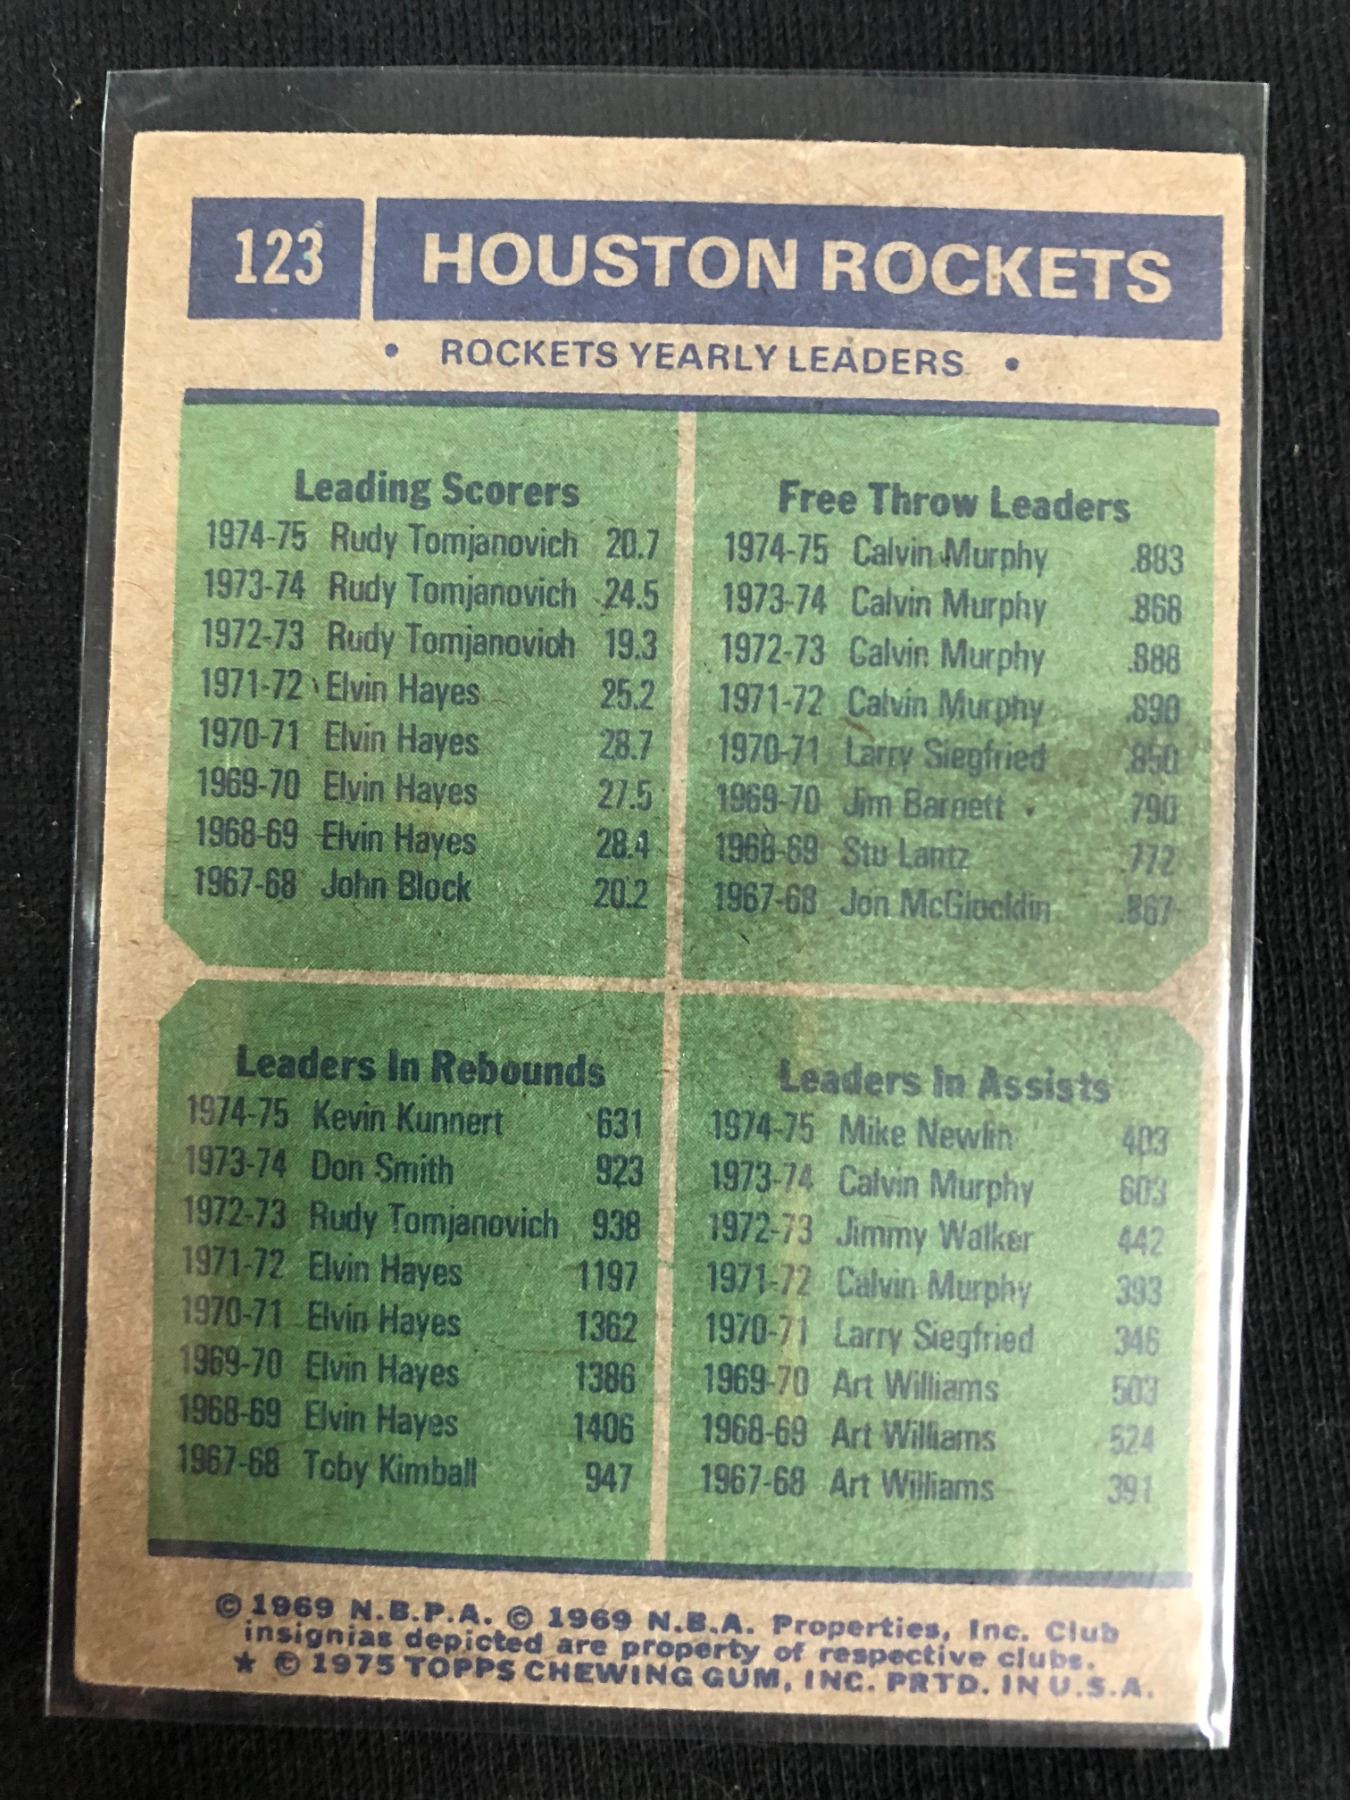 123 HOUSTON ROCKETS
• ROCKETS YEARLY LEADERS •
Leading Scorers
1974-75 Rudy Tomjanovich 20.7
1973-74 Rudy Tomjanovich 24.5
1972-73 Rudy Tomjanovich 19.3
1971-72 Elvin Hayes 25.2
1970-71 Elvin Hayes 28.7
1969-70 Elvin Hayes 27.5
1968-69 Elvin Hayes 28.4
1967-68 John Block 20.2
Free Throw Leaders
1974-75 Calvin Murphy .883
1973-74 Calvin Murphy .868
1972-73 Calvin Murphy .888
1971-72 Calvin Murphy .890
1970-71 Larry Siegfried .850
1969-70 Jim Barnett .790
1968-69 Stu Lantz .772
1967-68 Jon McGlocklin .867
Leaders In Rebounds
1974-75 Kevin Kunnert 631
1973-74 Don Smith 923
1972-73 Rudy Tomjanovich 938
1971-72 Elvin Hayes 1197
1970-71 Elvin Hayes 1362
1969-70 Elvin Hayes 1386
1968-69 Elvin Hayes 1406
1967-68 Toby Kimball 947
Leaders In Assists
1974-75 Mike Newlin 403
1973-74 Calvin Murphy 603
1972-73 Jimmy Walker 442
1971-72 Calvin Murphy 393
1970-71 Larry Siegfried 346
1969-70 Art Williams 503
1968-69 Art Williams 524
1967-68 Art Williams 391
© 1969 N.B.P.A. © 1969 N.B.A. Properties, Inc. Club
insignias depicted are property of respective clubs.
★ © 1975 TOPPS CHEWING GUM, INC. PRTD. IN U.S.A.